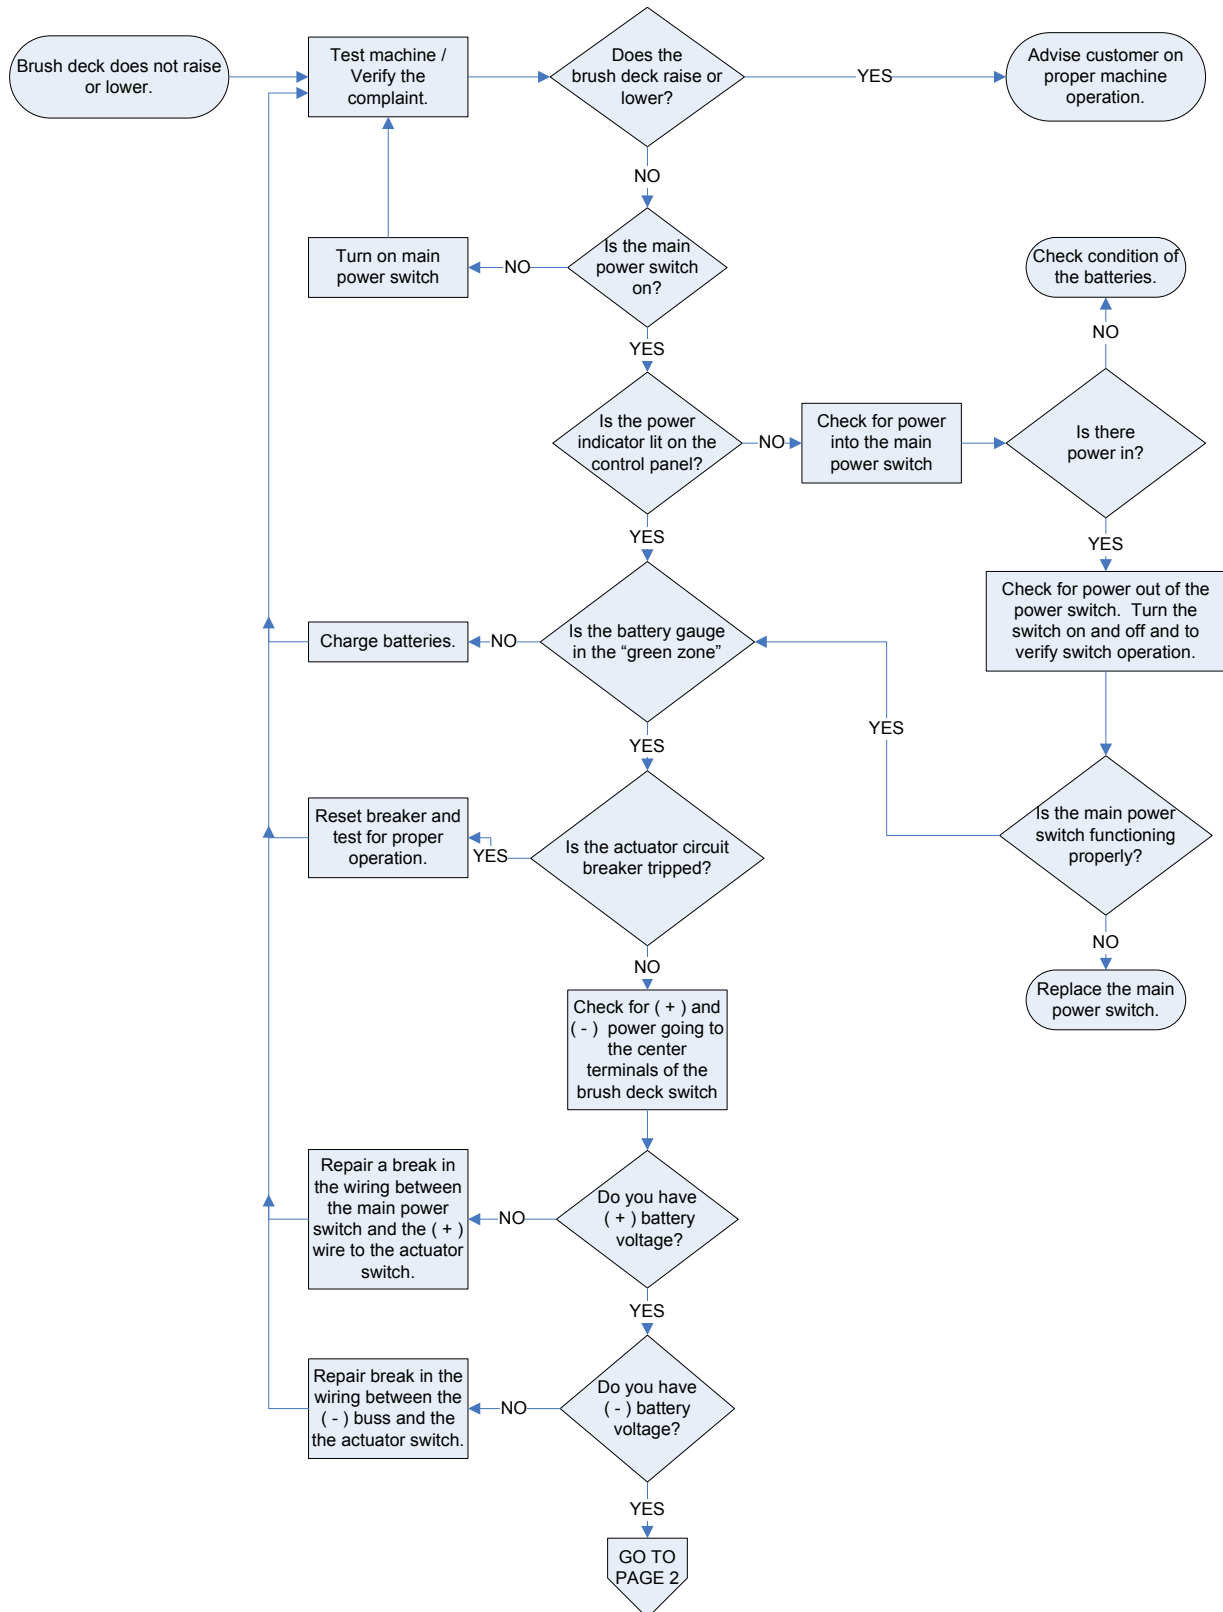 Brush deck does not raise
or lower.
Test machine /
Verify the
complaint.
Does the
brush deck raise or
lower?
YES
Advise customer on
proper machine
operation.
NO
Turn on main
power switch
NO
Is the main
power switch
on?
Check condition of
the batteries.
YES
NO
Is the power
indicator lit on the
control panel?
NO
Check for power
into the main
power switch
Is there
power in?
YES
YES
Check for power out of the
power switch.  Turn the
switch on and off and to
verify switch operation.
Charge batteries.
NO
Is the battery gauge
in the “green zone”
YES
YES
Reset breaker and
test for proper
operation.
YES
Is the actuator circuit
breaker tripped?
Is the main power
switch functioning
properly?
NO
NO
Replace the main
power switch.
Check for ( + ) and
( - )  power going to
the center
terminals of the
brush deck switch
Repair a break in
the wiring between
the main power
switch and the ( + )
wire to the actuator
switch.
NO
Do you have
( + ) battery
voltage?
YES
Repair break in the
wiring between the
( - ) buss and the
the actuator switch.
NO
Do you have
( - ) battery
voltage?
YES
GO TO
PAGE 2